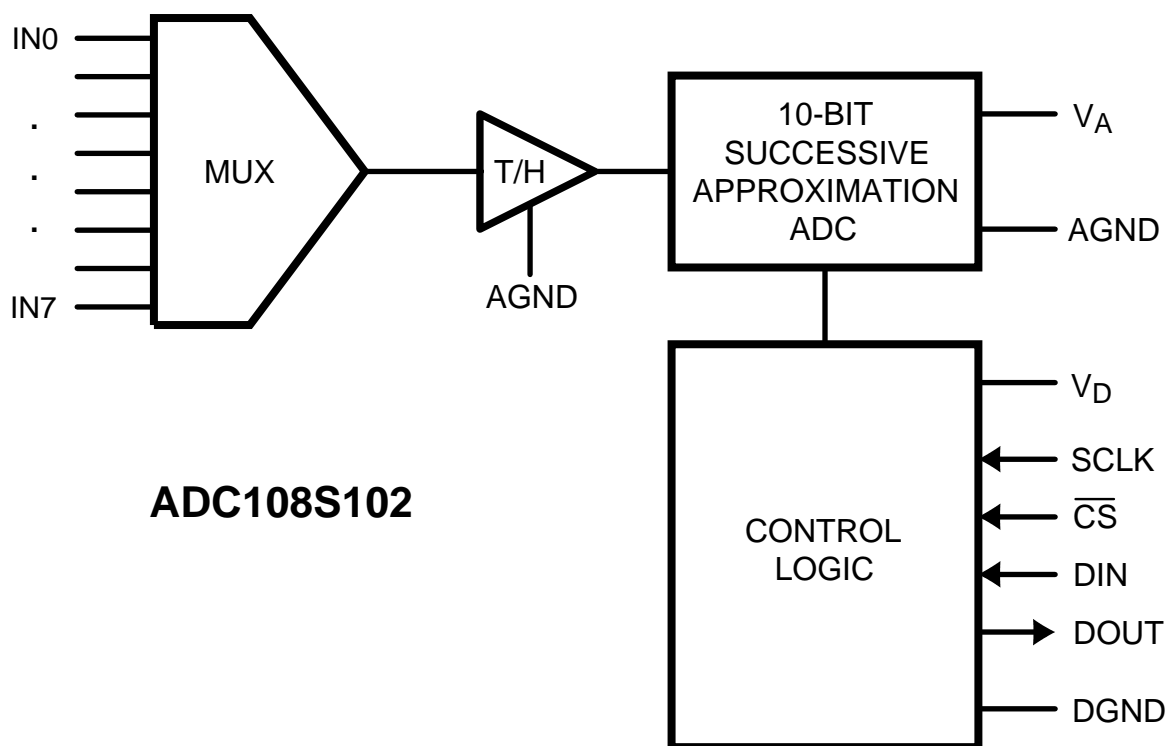 IN0
.
.
.
IN7
MUX
T/H
AGND
10-BIT
SUCCESSIVE
APPROXIMATION
ADC
VA
AGND
CONTROL
LOGIC
VD
SCLK
C̅S̅
DIN
DOUT
DGND
ADC108S102